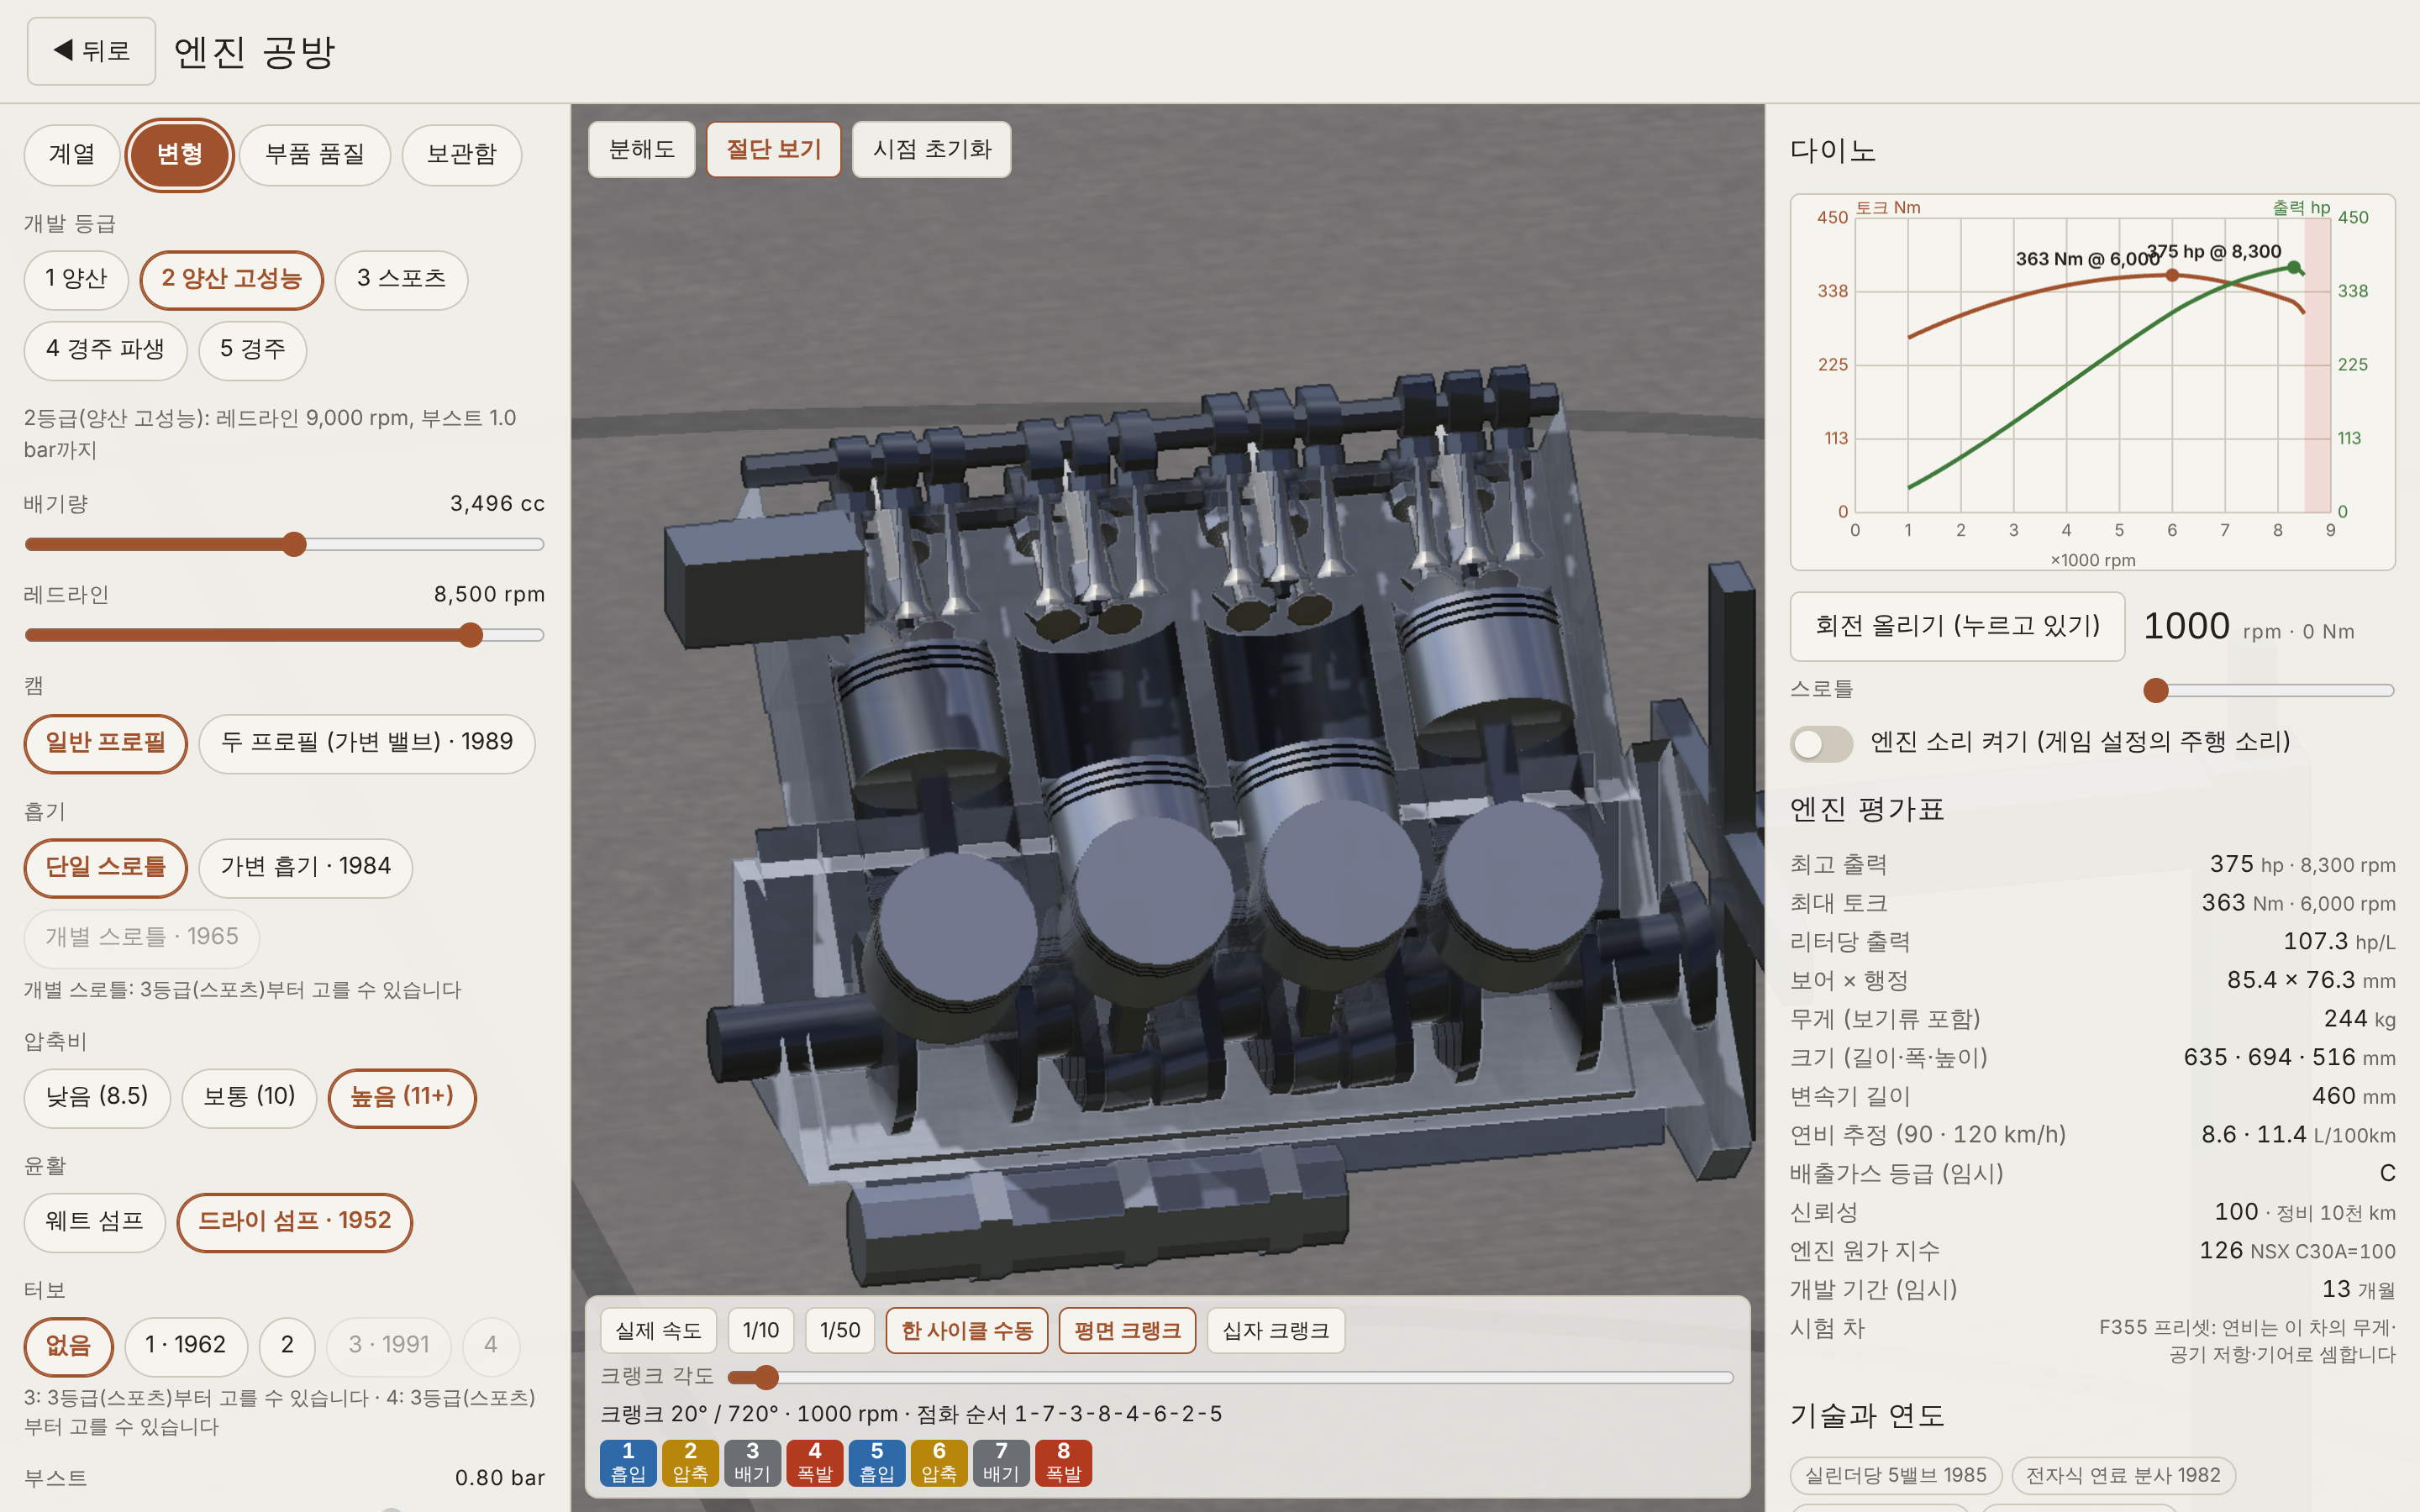 ◀ 뒤로
엔진 공방
계열 변형 부품 품질 보관함
개발 등급
1 양산 2 양산 고성능 3 스포츠
4 경주 파생 5 경주
2등급(양산 고성능): 레드라인 9,000 rpm, 부스트 1.0
bar까지
배기량 3,496 cc
레드라인 8,500 rpm
캠
일반 프로필 두 프로필 (가변 밸브) · 1989
흡기
단일 스로틀 가변 흡기 · 1984
개별 스로틀 · 1965
개별 스로틀: 3등급(스포츠)부터 고를 수 있습니다
압축비
낮음 (8.5) 보통 (10) 높음 (11+)
윤활
웨트 섬프 드라이 섬프 · 1952
터보
없음 1 · 1962 2 3 · 1991 4
3: 3등급(스포츠)부터 고를 수 있습니다 · 4: 3등급(스포츠)
부터 고를 수 있습니다
부스트 0.80 bar
분해도 절단 보기 시점 초기화
실제 속도 1/10 1/50 한 사이클 수동 평면 크랭크 십자 크랭크
크랭크 각도
크랭크 20° / 720° · 1000 rpm · 점화 순서 1-7-3-8-4-6-2-5
1 2 3 4 5 6 7 8
흡입 압축 배기 폭발 흡입 압축 배기 폭발
다이노
토크 Nm 출력 hp
450 450
363 Nm @ 6,000 375 hp @ 8,300
338 338
225 225
113 113
0 0
0 1 2 3 4 5 6 7 8 9
×1000 rpm
회전 올리기 (누르고 있기) 1000 rpm · 0 Nm
스로틀
엔진 소리 켜기 (게임 설정의 주행 소리)
엔진 평가표
최고 출력 375 hp · 8,300 rpm
최대 토크 363 Nm · 6,000 rpm
리터당 출력 107.3 hp/L
보어 × 행정 85.4 × 76.3 mm
무게 (보기류 포함) 244 kg
크기 (길이·폭·높이) 635 · 694 · 516 mm
변속기 길이 460 mm
연비 추정 (90 · 120 km/h) 8.6 · 11.4 L/100km
배출가스 등급 (임시) C
신뢰성 100 · 정비 10천 km
엔진 원가 지수 126 NSX C30A=100
개발 기간 (임시) 13 개월
시험 차 F355 프리셋: 연비는 이 차의 무게·
공기 저항·기어로 셈합니다
기술과 연도
실린더당 5밸브 1985 전자식 연료 분사 1982